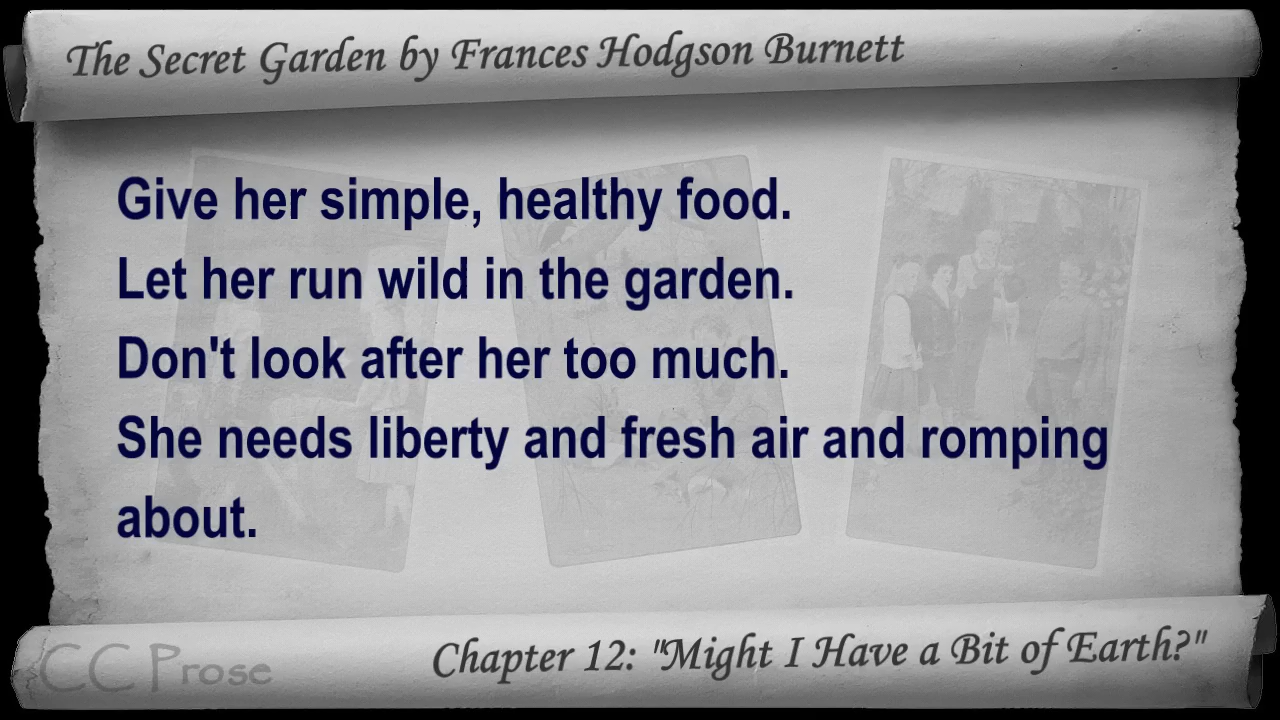 The Secret Garden by Frances Hodgson Burnett
Give her simple, healthy food.
Let her run wild in the garden.
Don't look after her too much.
She needs liberty and fresh air and romping
about.
CC Prose
Chapter 12: "Might I Have a Bit of Earth?"